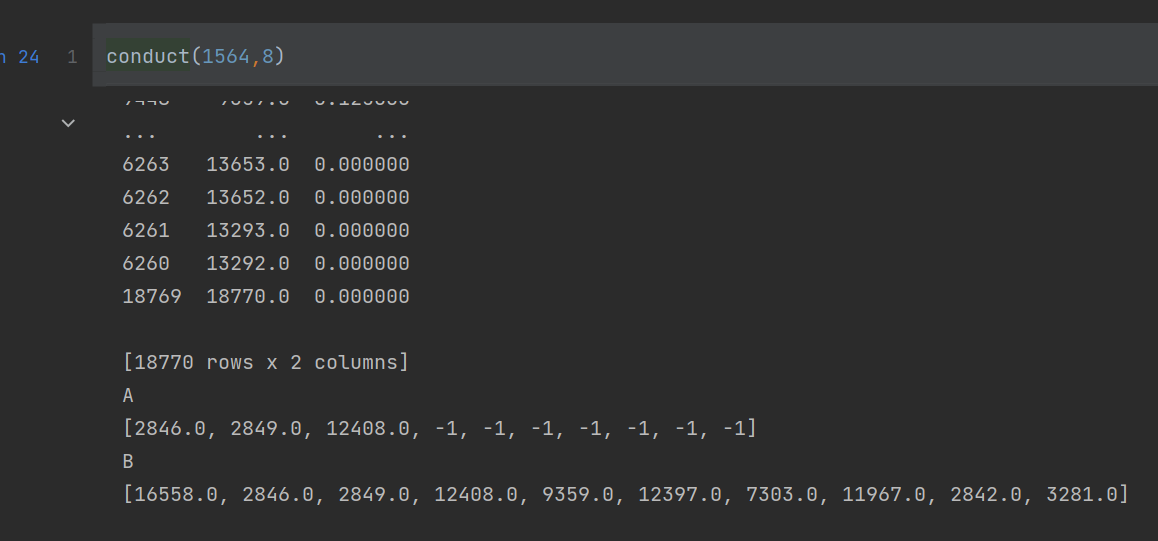 n 24 1 conduct(1564,8)
... ... ...
6263 13653.0 0.000000
6262 13652.0 0.000000
6261 13293.0 0.000000
6260 13292.0 0.000000
18769 18770.0 0.000000
[18770 rows x 2 columns]
A
[2846.0, 2849.0, 12408.0, -1, -1, -1, -1, -1, -1, -1]
B
[16558.0, 2846.0, 2849.0, 12408.0, 9359.0, 12397.0, 7303.0, 11967.0, 2842.0, 3281.0]